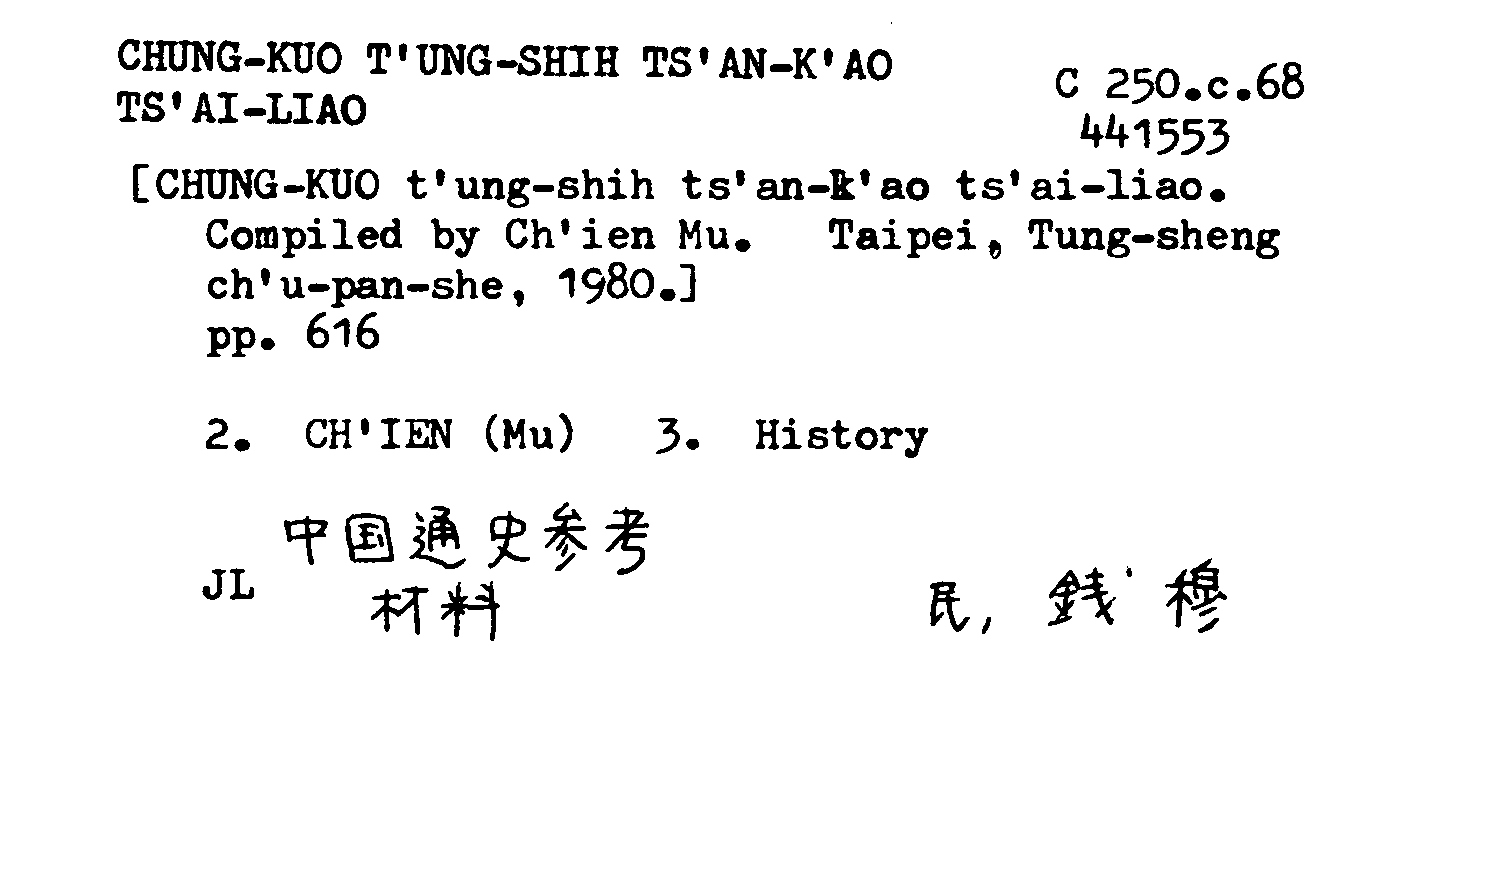 CHUNG-KUO T'UNG-SHIH TS'AN-K'AO
TS'AI-LIAO
C 250.c.68
441553
[CHUNG-KUO t'ung-shih ts'an-k'ao ts'ai-liao.
Compiled by Ch'ien Mu. Taipei, Tung-sheng
ch'u-pan-she, 1980.]
pp. 616
2. CH'IEN (Mu) 3. History
中国通史参考
材料
JL
民, 銭 穆